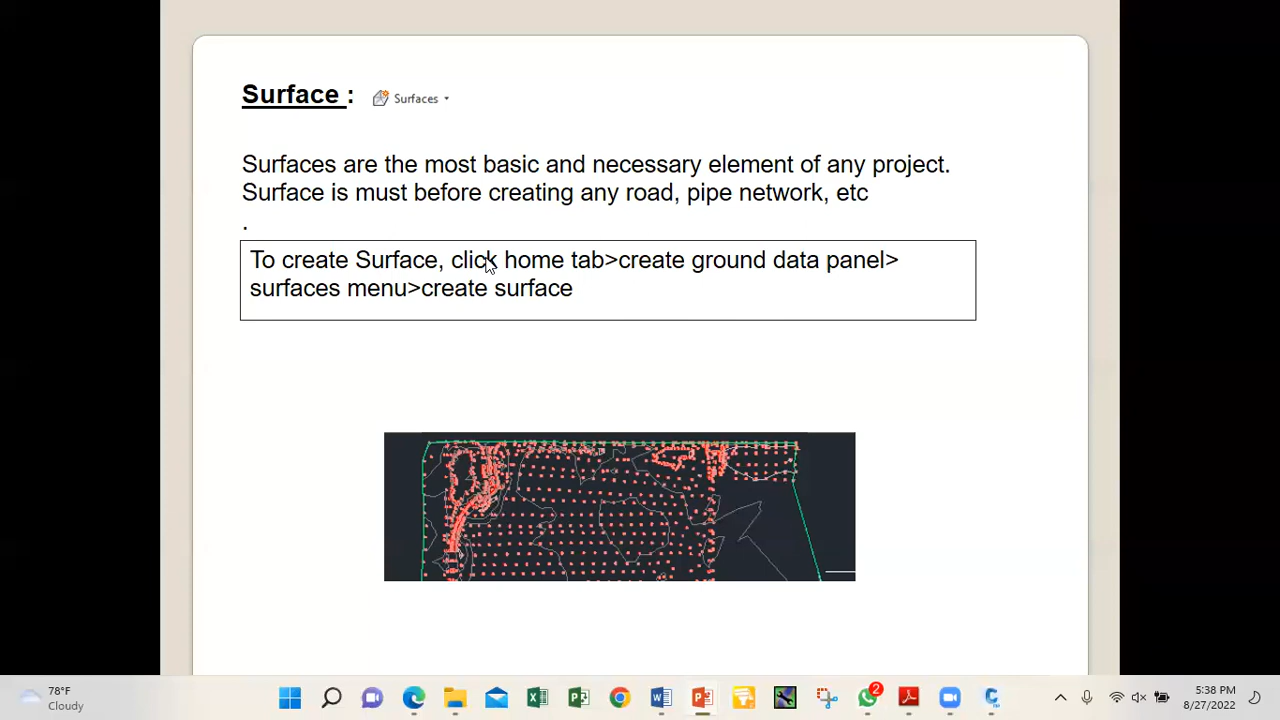 Surface :
Surfaces
Surfaces are the most basic and necessary element of any project.
Surface is must before creating any road, pipe network, etc
.
To create Surface, click home tab>create ground data panel>
surfaces menu>create surface
78°F
Cloudy
2
5:38 PM
8/27/2022